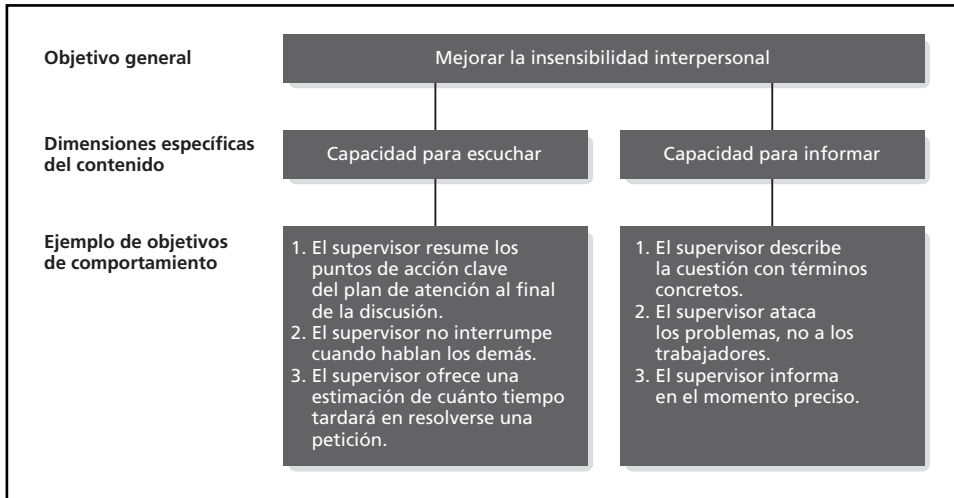 Objetivo general
Mejorar la insensibilidad interpersonal
Dimensiones específicas
del contenido
Capacidad para escuchar
Capacidad para informar
Ejemplo de objetivos
de comportamiento
1. El supervisor resume los
puntos de acción clave
del plan de atención al final
de la discusión.
2. El supervisor no interrumpe
cuando hablan los demás.
3. El supervisor ofrece una
estimación de cuánto tiempo
tardará en resolverse una
petición.
1. El supervisor describe
la cuestión con términos
concretos.
2. El supervisor ataca
los problemas, no a los
trabajadores.
3. El supervisor informa
en el momento preciso.